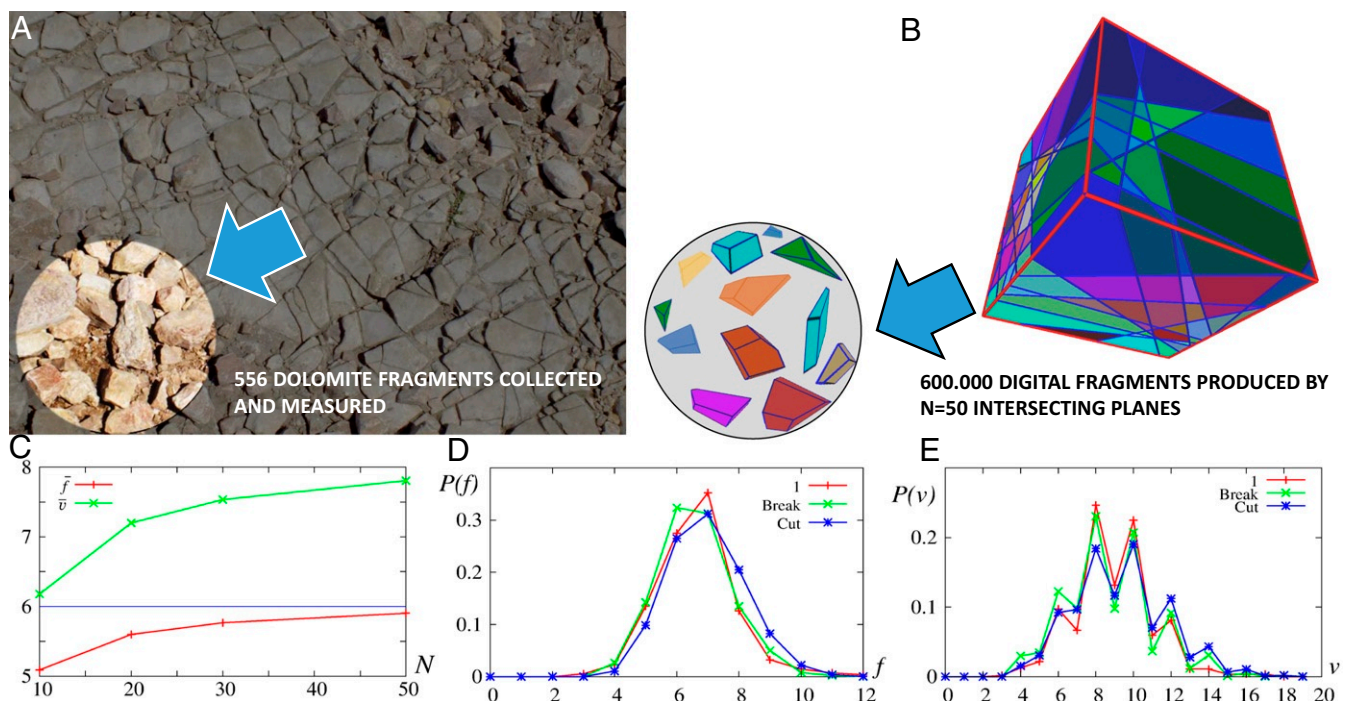 A
B
556 DOLOMITE FRAGMENTS COLLECTED
AND MEASURED
600.000 DIGITAL FRAGMENTS PRODUCED BY
N=50 INTERSECTING PLANES
C
8
7
6
5
f̄
v̄
N
10 20 30 40 50
D
P(f)
0.3
0.2
0.1
0
1
Break
Cut
f
0 2 4 6 8 10 12
E
P(v)
0.2
0.1
0
1
Break
Cut
v
0 2 4 6 8 10 12 14 16 18 20